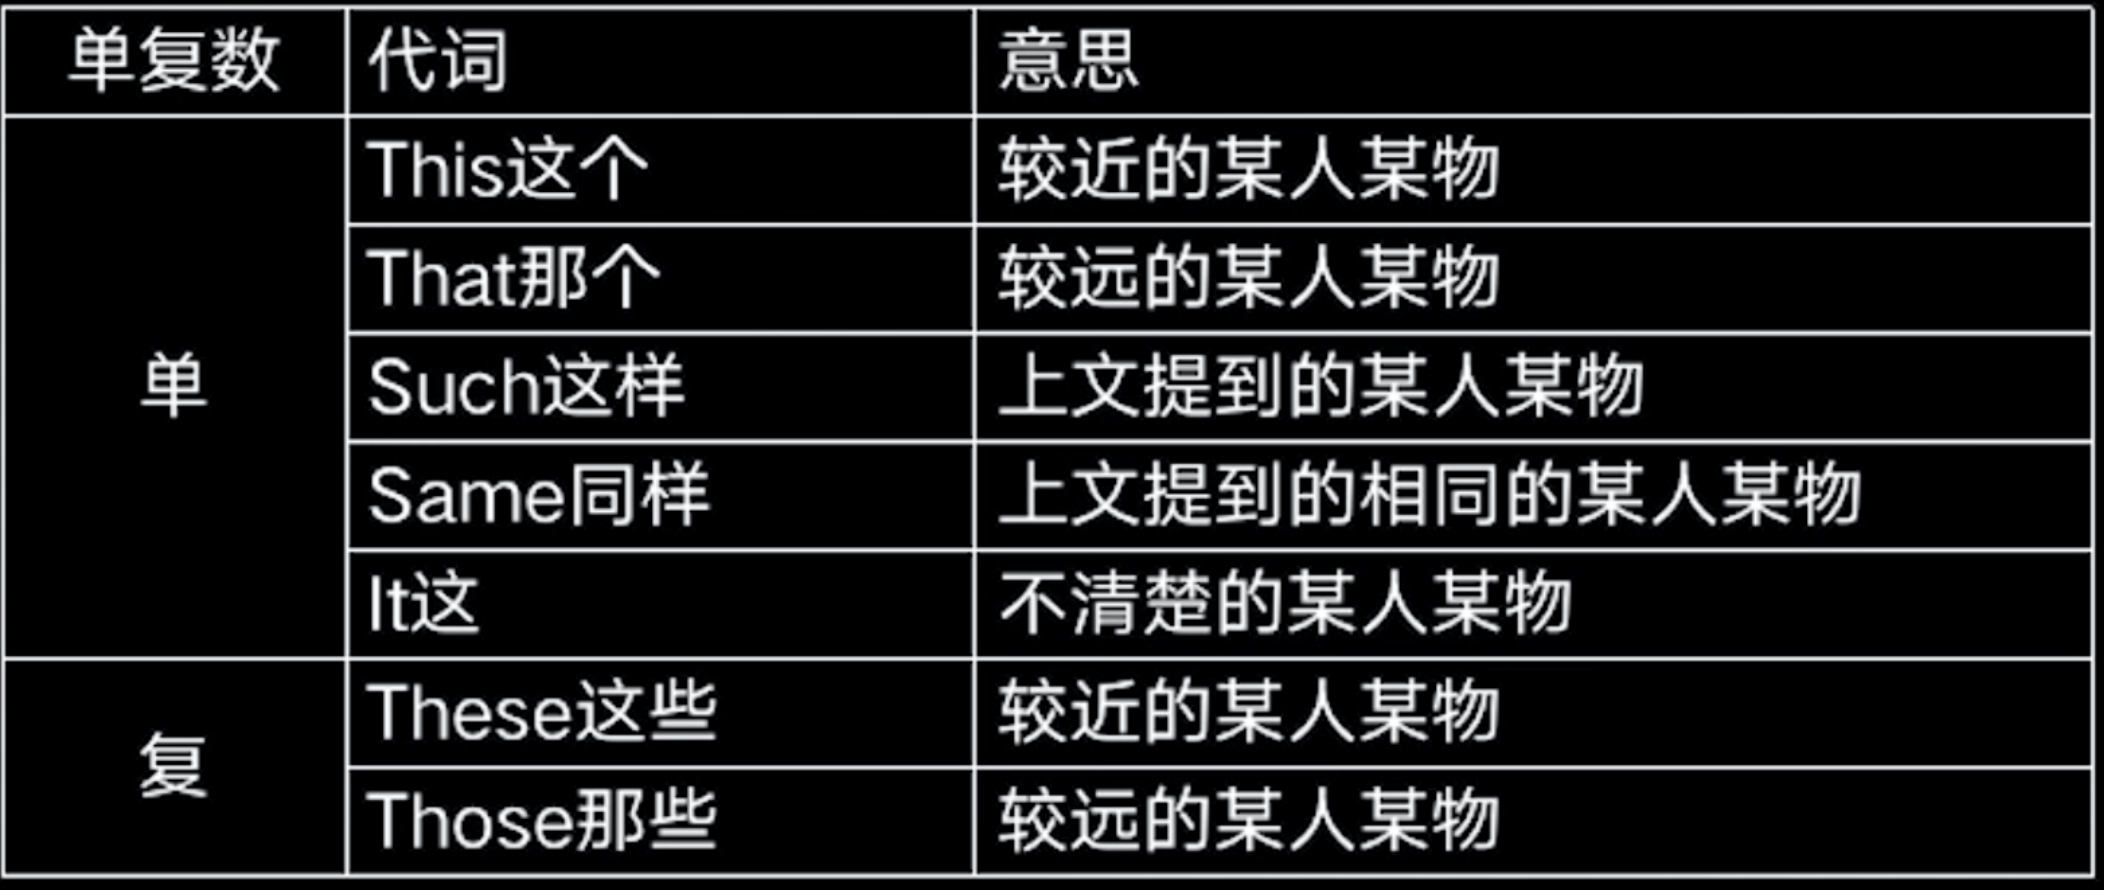 单复数 代词 意思
This这个 较近的某人某物
That那个 较远的某人某物
单 Such这样 上文提到的某人某物
Same同样 上文提到的相同的某人某物
It这 不清楚的某人某物
These这些 较近的某人某物
复
Those那些 较远的某人某物